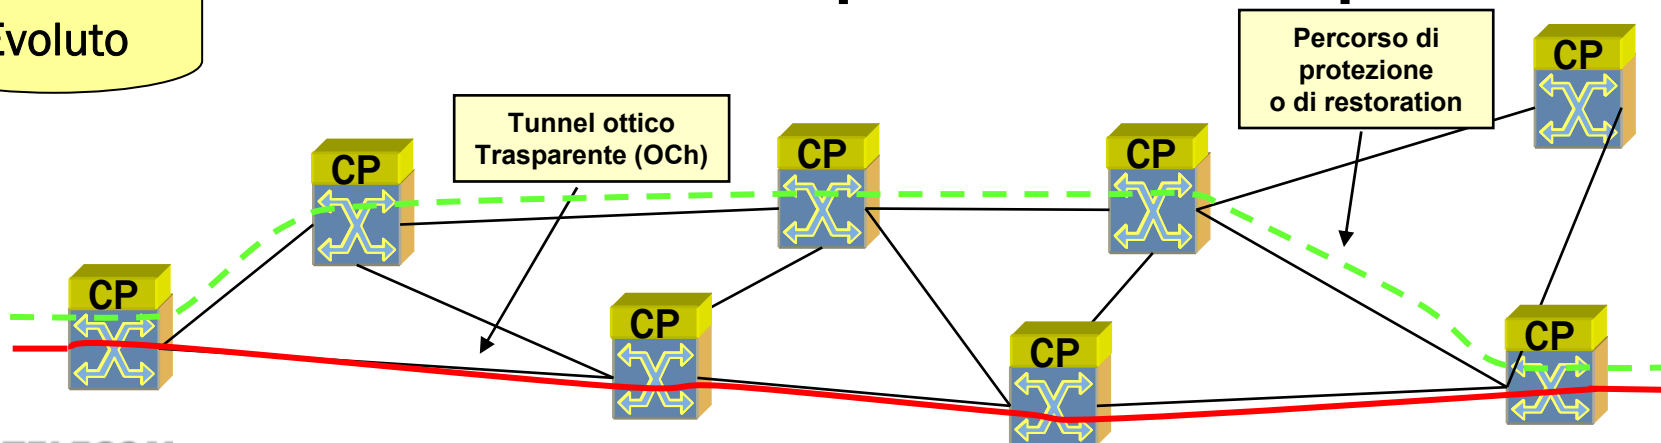 Evoluto
Percorso di
protezione
o di restoration
CP
Tunnel ottico
Trasparente (OCh)
CP
CP
CP
CP
CP
CP
CP